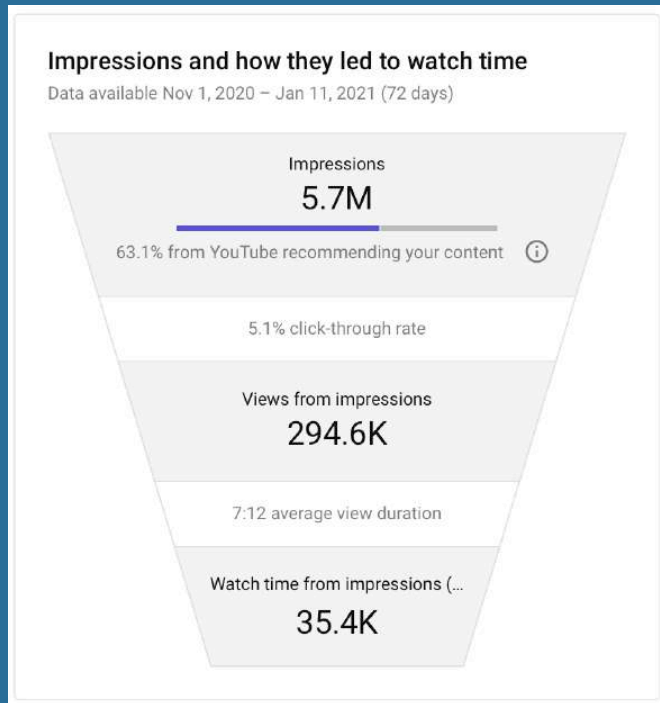 Impressions and how they led to watch time
Data available Nov 1, 2020 – Jan 11, 2021 (72 days)
Impressions
5.7M
63.1% from YouTube recommending your content
5.1% click-through rate
Views from impressions
294.6K
7:12 average view duration
Watch time from impressions (...
35.4K